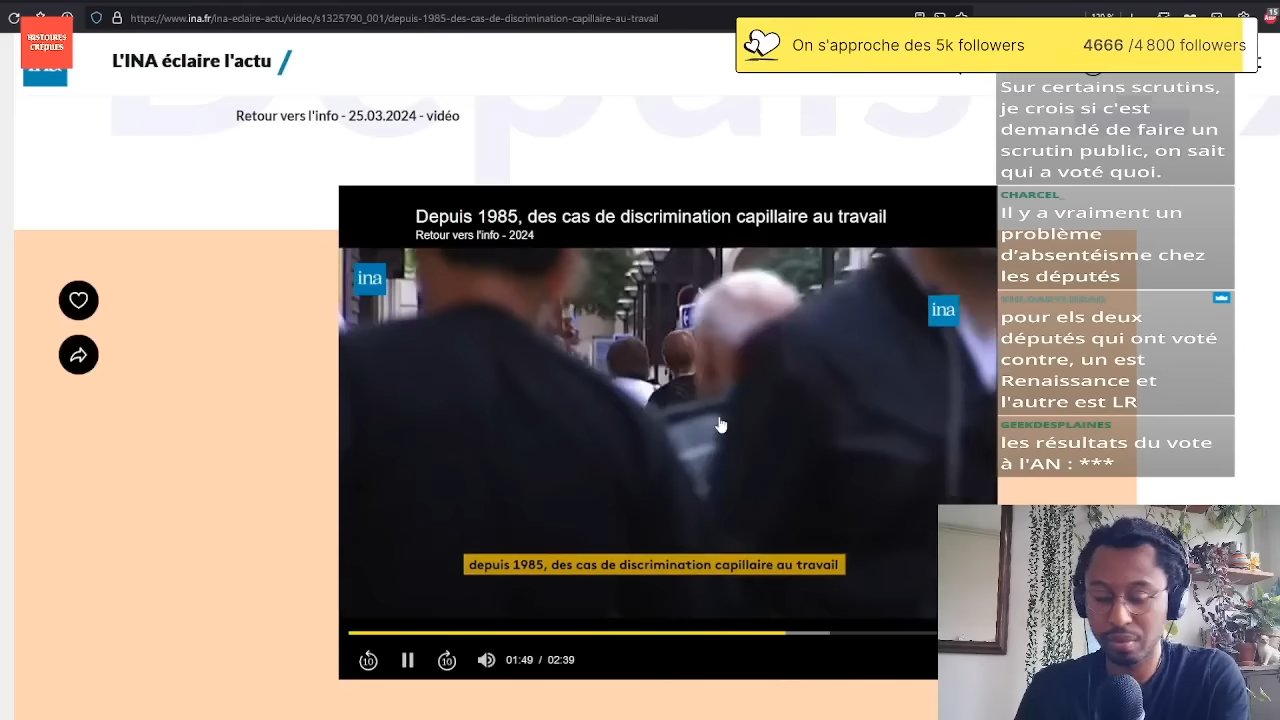 www.ina.fr/ina-eclaire-actu/video/s1325790_001/depuis-1985-des-cas-de-discrimination-capillaire-au-travail
HISTOIRES
CRÉPUES
L'INA éclaire l'actu /
On s'approche des 5k followers
4666 / 4 800 followers
Retour vers l'info - 25.03.2024 - vidéo
Depuis 1985, des cas de discrimination capillaire au travail
Retour vers l'info - 2024
ina
ina
depuis 1985, des cas de discrimination capillaire au travail
10
10
01:49 / 02:39
Sur certains scrutins,
je crois si c'est
demandé de faire un
scrutin public, on sait
qui a voté quoi.
CHARCEL_
Il y a vraiment un
problème
d'absentéisme chez
les députés
pour els deux
députés qui ont voté
contre, un est
Renaissance et
l'autre est LR
GEEKDESPLAINES
les résultats du vote
à l'AN : ***